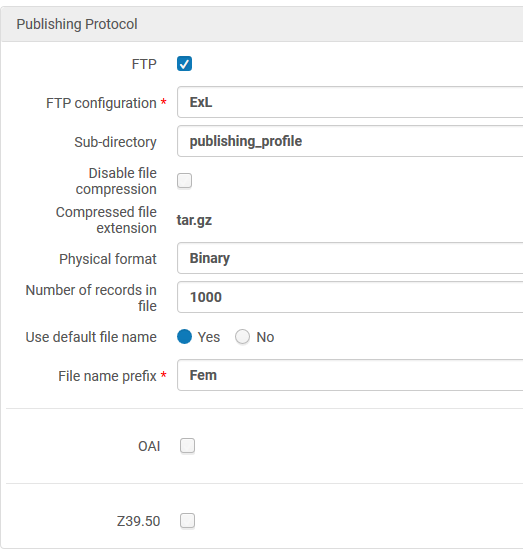 Publishing Protocol
FTP
FTP configuration * ExL
Sub-directory publishing_profile
Disable file
compression
Compressed file
extension tar.gz
Physical format Binary
Number of records in
file 1000
Use default file name Yes No
File name prefix * Fem
OAI
Z39.50